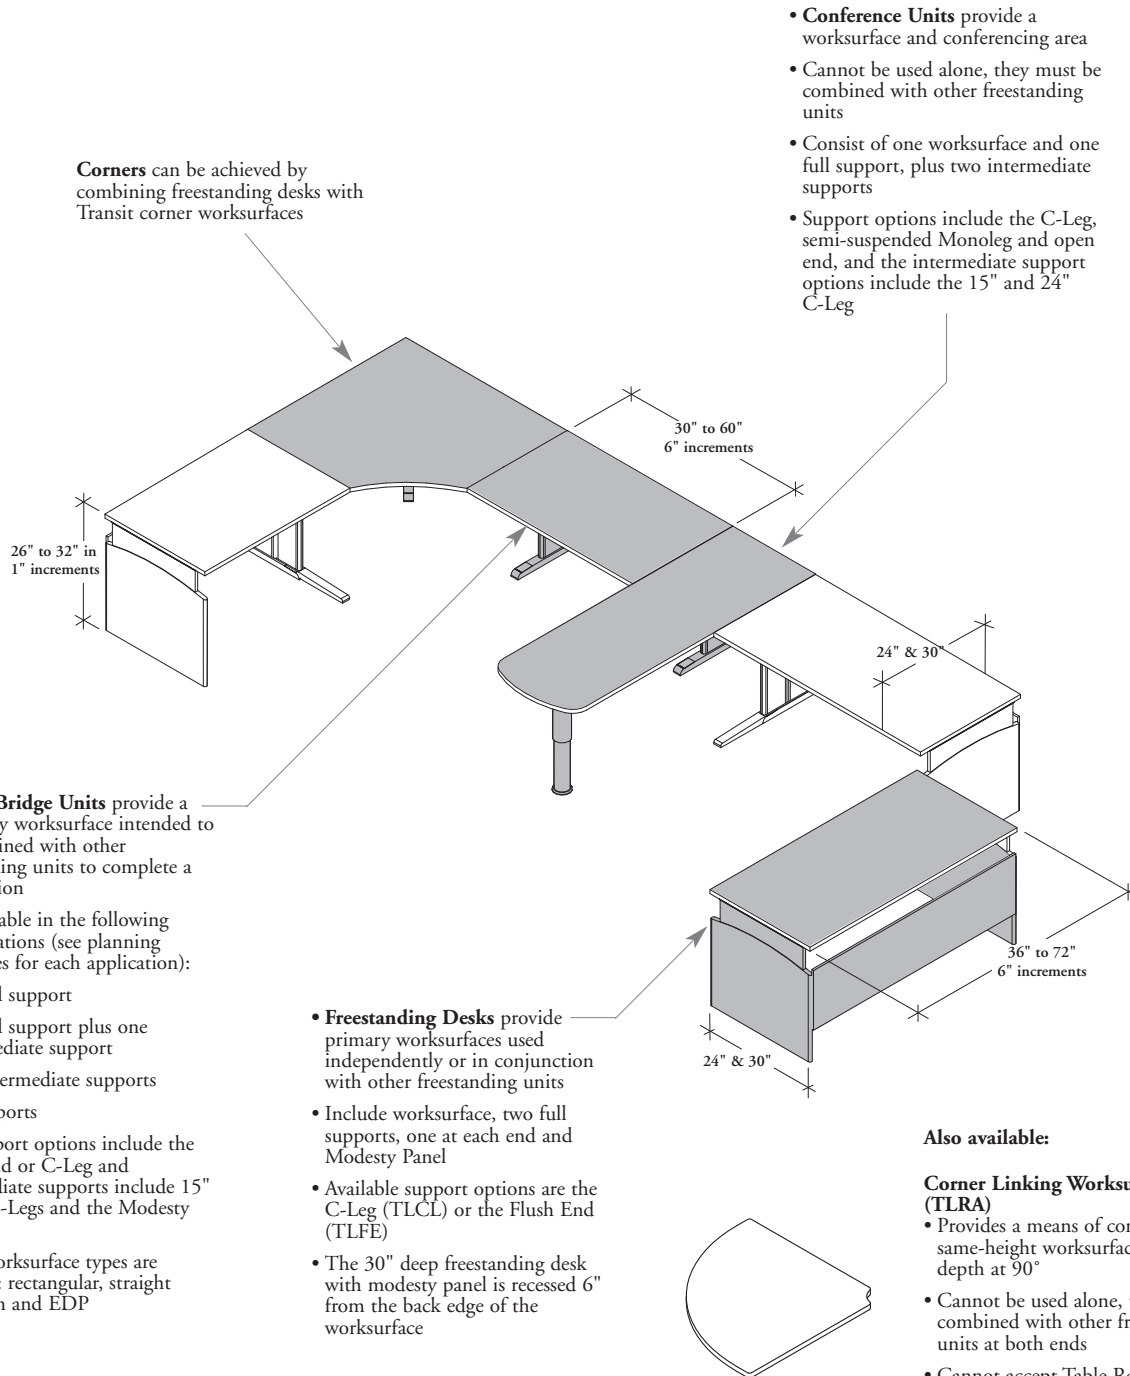 • Conference Units provide a
worksurface and conferencing area
• Cannot be used alone, they must be
combined with other freestanding
units
• Consist of one worksurface and one
full support, plus two intermediate
supports
• Support options include the C-Leg,
semi-suspended Monoleg and open
end, and the intermediate support
options include the 15" and 24"
C-Leg
Corners can be achieved by
combining freestanding desks with
Transit corner worksurfaces
30" to 60"
6" increments
26" to 32" in
1" increments
24" & 30"
Bridge Units provide a
y worksurface intended to
ined with other
ing units to complete a
ion
able in the following
ations (see planning
es for each application):
l support
l support plus one
ediate support
termediate supports
ports
port options include the
d or C-Leg and
diate supports include 15"
-Legs and the Modesty
orksurface types are
: rectangular, straight
n and EDP
36" to 72"
6" increments
24" & 30"
• Freestanding Desks provide
primary worksurfaces used
independently or in conjunction
with other freestanding units
• Include worksurface, two full
supports, one at each end and
Modesty Panel
• Available support options are the
C-Leg (TLCL) or the Flush End
(TLFE)
• The 30" deep freestanding desk
with modesty panel is recessed 6"
from the back edge of the
worksurface
Also available:
Corner Linking Worksu
(TLRA)
• Provides a means of con
same-height worksurfac
depth at 90°
• Cannot be used alone,
combined with other fr
units at both ends
• Cannot accept Table R